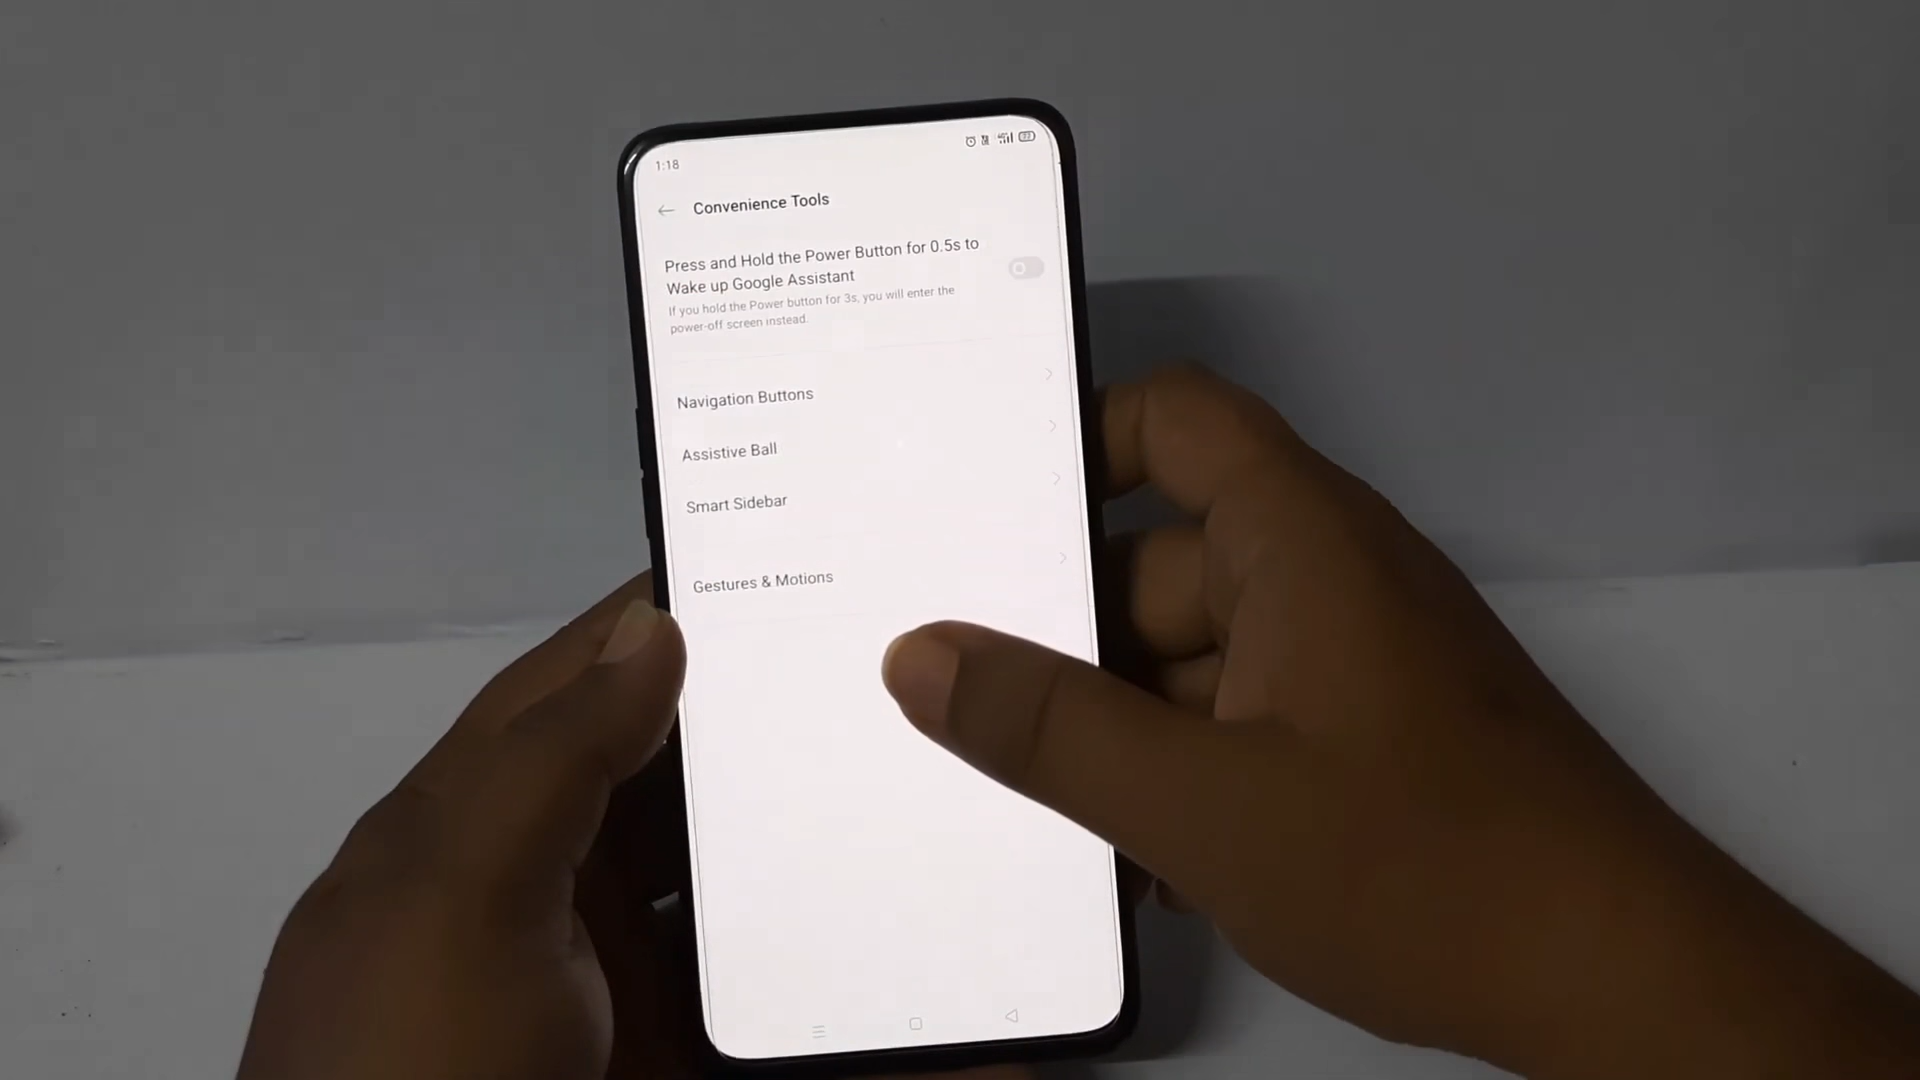 1:18
Convenience Tools
Press and Hold the Power Button for 0.5s to
Wake up Google Assistant
If you hold the Power button for 3s, you will enter the
power-off screen instead.
Navigation Buttons
Assistive Ball
Smart Sidebar
Gestures & Motions